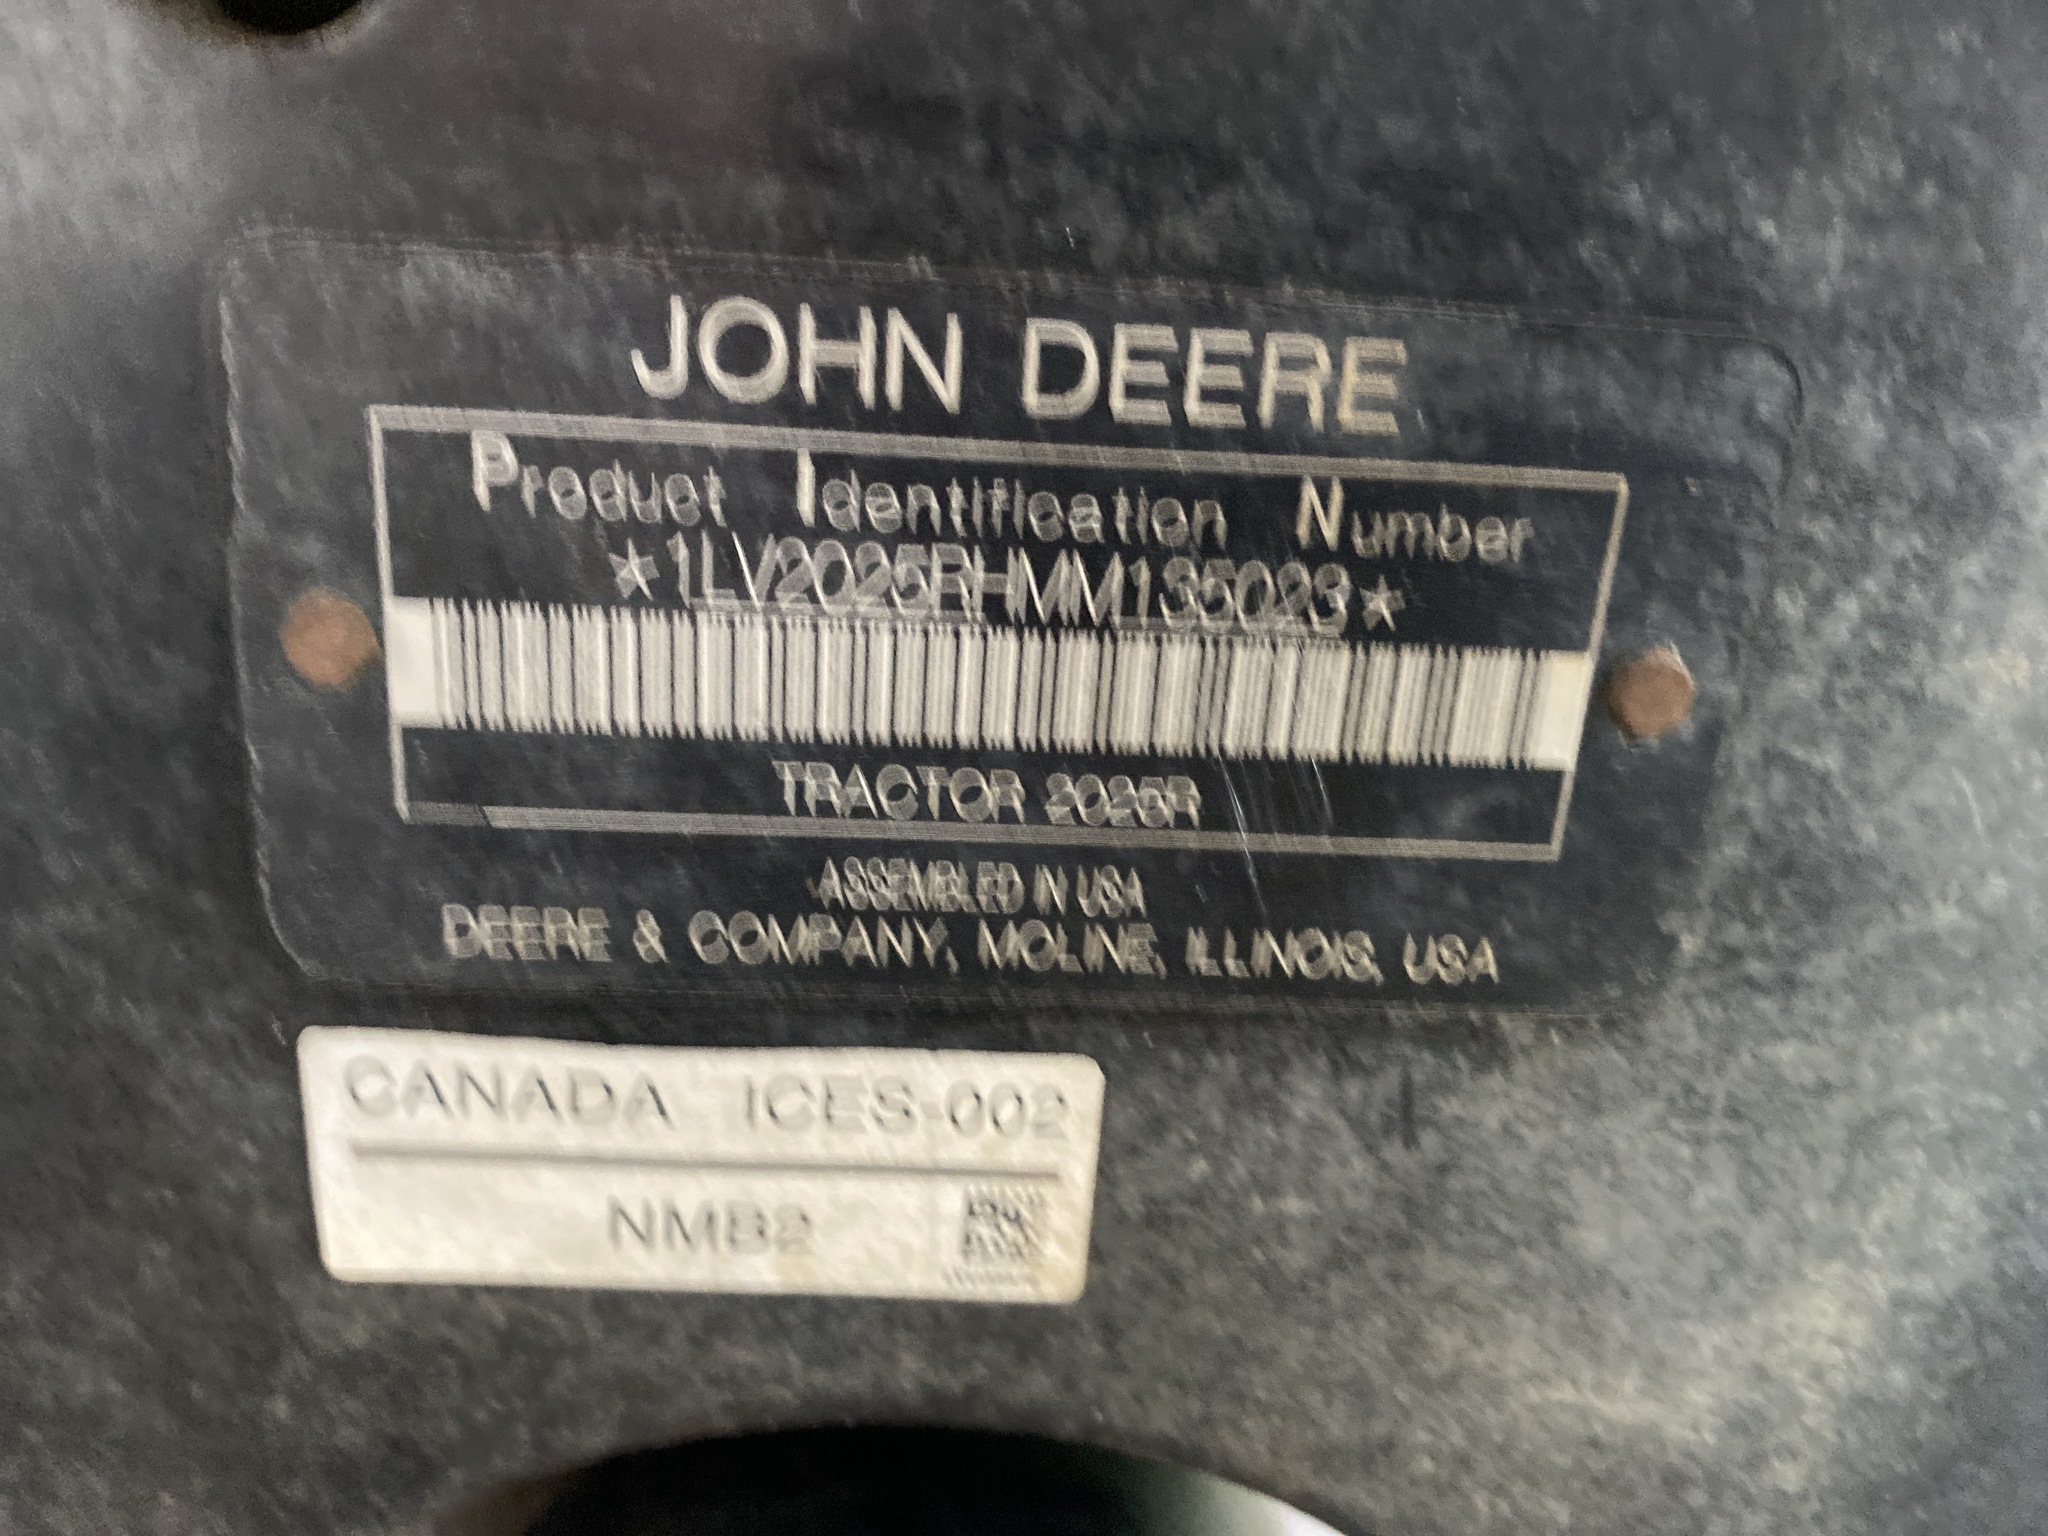 JOHN DEERE
Product Identification Number
*1LV2025RHMM135023*
TRACTOR 2025R
ASSEMBLED IN USA
DEERE & COMPANY, MOLINE, ILLINOIS, USA
CANADA ICES-002
NMB2